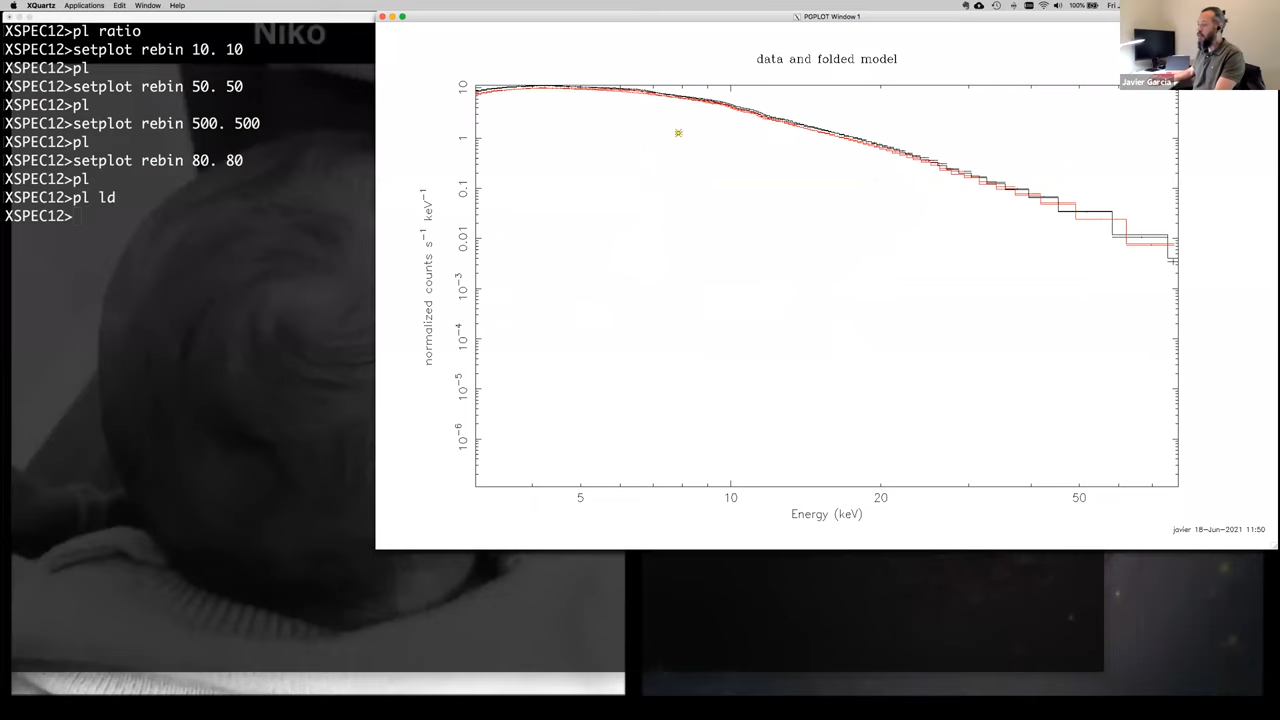 XQuartz Applications Edit Window Help
100% Fri
PGPLOT Window 1
Niko
XSPEC12>pl ratio
XSPEC12>setplot rebin 10. 10
XSPEC12>pl
XSPEC12>setplot rebin 50. 50
XSPEC12>pl
XSPEC12>setplot rebin 500. 500
XSPEC12>pl
XSPEC12>setplot rebin 80. 80
XSPEC12>pl
XSPEC12>pl ld
XSPEC12>
data and folded model
normalized counts s⁻¹ keV⁻¹
10
1
0.1
0.01
10⁻³
10⁻⁴
10⁻⁵
10⁻⁶
5 10 20 50
Energy (keV)
javier 18-Jun-2021 11:50
Javier Garcia